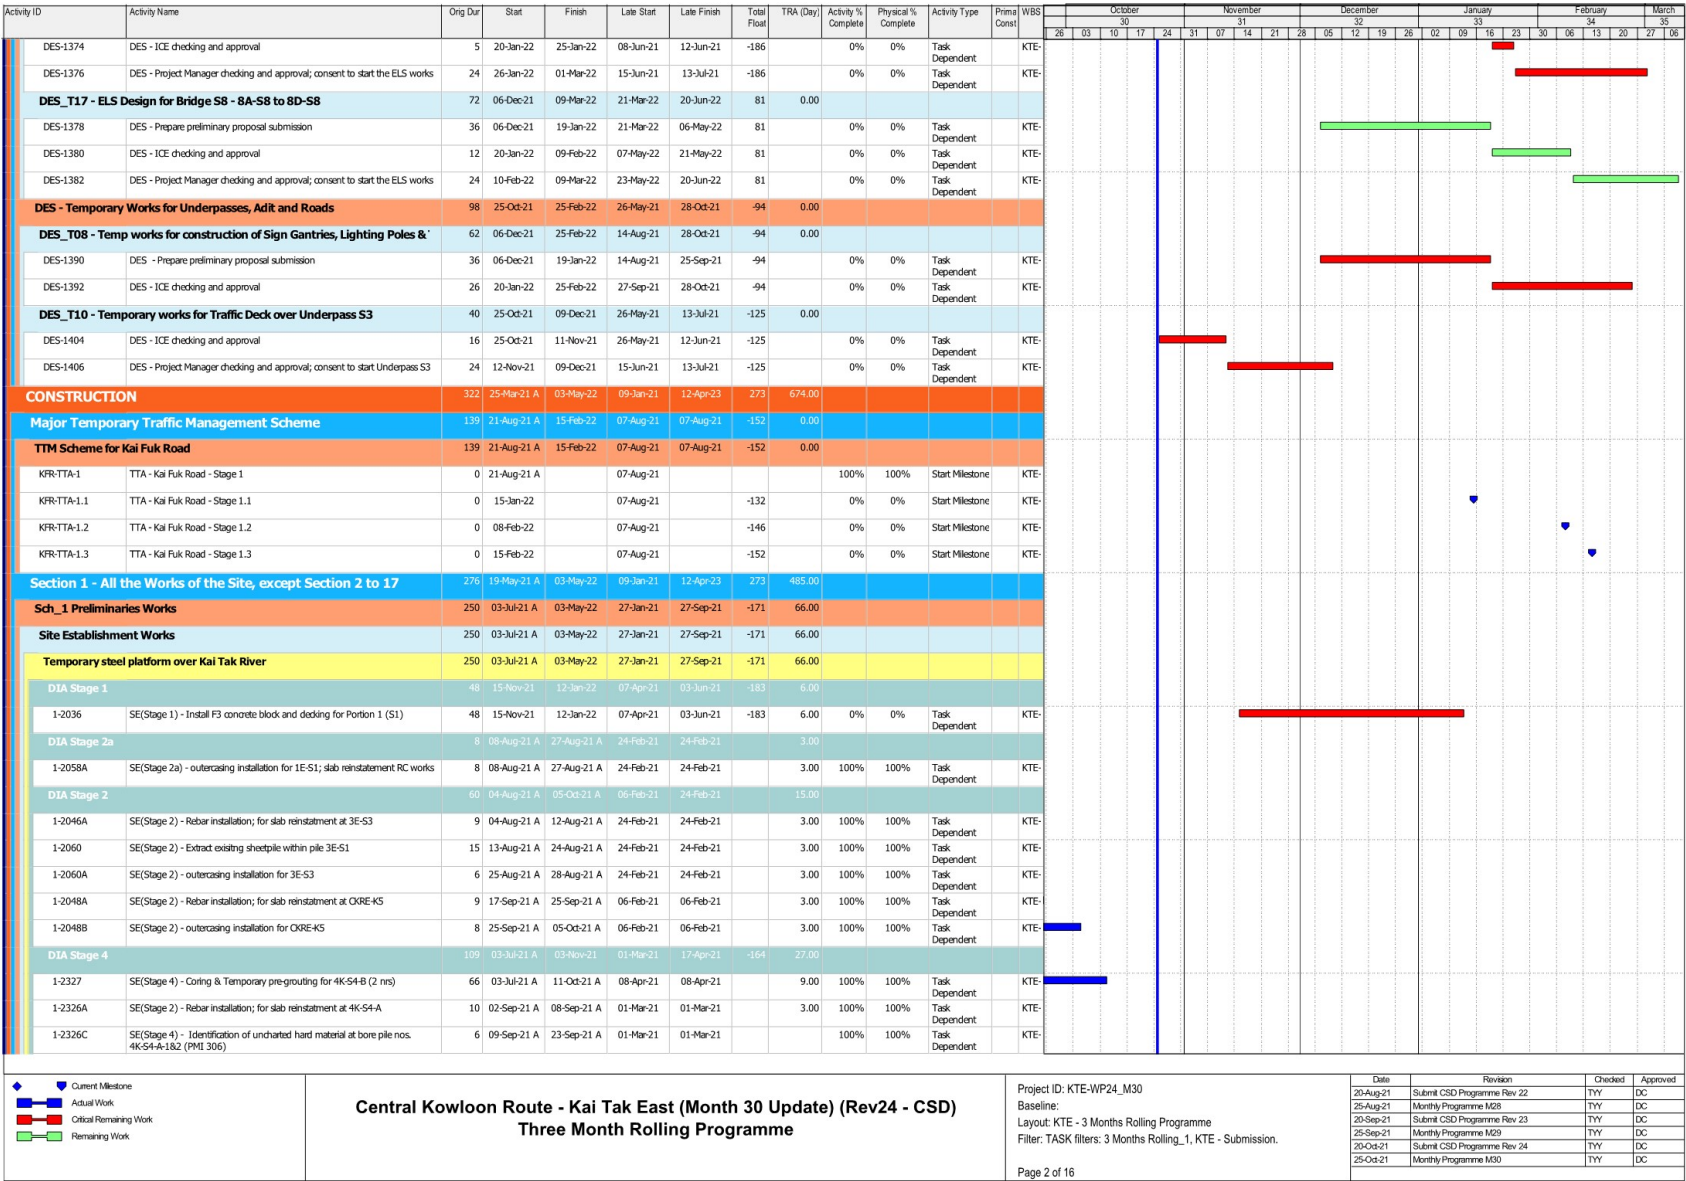 Activity ID Activity Name Orig Dur Start Finish Late Start Late Finish Total Float TRA (Day) Activity % Complete Physical % Complete Activity Type Prima Const WBS October November December January February March
30 31 32 33 34 35
26 03 10 17 24 31 07 14 21 28 05 12 19 26 02 09 16 23 30 06 13 20 27 06
DES-1374 DES - ICE checking and approval 5 20-Jan-22 25-Jan-22 08-Jun-21 12-Jun-21 -186 0% 0% Task Dependent KTE-
DES-1376 DES - Project Manager checking and approval; consent to start the ELS works 24 26-Jan-22 01-Mar-22 15-Jun-21 13-Jul-21 -186 0% 0% Task Dependent KTE-
DES_T17 - ELS Design for Bridge S8 - 8A-S8 to 8D-S8 72 06-Dec-21 09-Mar-22 21-Mar-22 20-Jun-22 81 0.00
DES-1378 DES - Prepare preliminary proposal submission 36 06-Dec-21 19-Jan-22 21-Mar-22 06-May-22 81 0% 0% Task Dependent KTE-
DES-1380 DES - ICE checking and approval 12 20-Jan-22 09-Feb-22 07-May-22 21-May-22 81 0% 0% Task Dependent KTE-
DES-1382 DES - Project Manager checking and approval; consent to start the ELS works 24 10-Feb-22 09-Mar-22 23-May-22 20-Jun-22 81 0% 0% Task Dependent KTE-
DES - Temporary Works for Underpasses, Adit and Roads 98 25-Oct-21 25-Feb-22 26-May-21 28-Oct-21 -94 0.00
DES_T08 - Temp works for construction of Sign Gantries, Lighting Poles & 62 06-Dec-21 25-Feb-22 14-Aug-21 28-Oct-21 -94 0.00
DES-1390 DES - Prepare preliminary proposal submission 36 06-Dec-21 19-Jan-22 14-Aug-21 25-Sep-21 -94 0% 0% Task Dependent KTE-
DES-1392 DES - ICE checking and approval 26 20-Jan-22 25-Feb-22 27-Sep-21 28-Oct-21 -94 0% 0% Task Dependent KTE-
DES_T10 - Temporary works for Traffic Deck over Underpass S3 40 25-Oct-21 09-Dec-21 26-May-21 13-Jul-21 -125 0.00
DES-1404 DES - ICE checking and approval 16 25-Oct-21 11-Nov-21 26-May-21 12-Jun-21 -125 0% 0% Task Dependent KTE-
DES-1406 DES - Project Manager checking and approval; consent to start Underpass S3 24 12-Nov-21 09-Dec-21 15-Jun-21 13-Jul-21 -125 0% 0% Task Dependent KTE-
CONSTRUCTION 322 25-Mar-21 A 03-May-22 09-Jan-21 12-Apr-23 273 674.00
Major Temporary Traffic Management Scheme 139 21-Aug-21 A 15-Feb-22 07-Aug-21 07-Aug-21 -152 0.00
TTM Scheme for Kai Fuk Road 139 21-Aug-21 A 15-Feb-22 07-Aug-21 07-Aug-21 -152 0.00
KFR-TTA-1 TTA - Kai Fuk Road - Stage 1 0 21-Aug-21 A 07-Aug-21 100% 100% Start Milestone KTE-
KFR-TTA-1.1 TTA - Kai Fuk Road - Stage 1.1 0 15-Jan-22 07-Aug-21 -132 0% 0% Start Milestone KTE-
KFR-TTA-1.2 TTA - Kai Fuk Road - Stage 1.2 0 08-Feb-22 07-Aug-21 -146 0% 0% Start Milestone KTE-
KFR-TTA-1.3 TTA - Kai Fuk Road - Stage 1.3 0 15-Feb-22 07-Aug-21 -152 0% 0% Start Milestone KTE-
Section 1 - All the Works of the Site, except Section 2 to 17 276 19-May-21 A 03-May-22 09-Jan-21 12-Apr-23 273 485.00
Sch_1 Preliminaries Works 250 03-Jul-21 A 03-May-22 27-Jan-21 27-Sep-21 -171 66.00
Site Establishment Works 250 03-Jul-21 A 03-May-22 27-Jan-21 27-Sep-21 -171 66.00
Temporary steel platform over Kai Tak River 250 03-Jul-21 A 03-May-22 27-Jan-21 27-Sep-21 -171 66.00
DIA Stage 1 48 15-Nov-21 12-Jan-22 07-Apr-21 03-Jun-21 -183 6.00
1-2036 SE(Stage 1) - Install F3 concrete block and decking for Portion 1 (S1) 48 15-Nov-21 12-Jan-22 07-Apr-21 03-Jun-21 -183 6.00 0% 0% Task Dependent KTE-
DIA Stage 2a 8 08-Aug-21 A 27-Aug-21 A 24-Feb-21 24-Feb-21 3.00
1-2058A SE(Stage 2a) - outercasing installation for 1E-S1; slab reinstatement RC works 8 08-Aug-21 A 27-Aug-21 A 24-Feb-21 24-Feb-21 3.00 100% 100% Task Dependent KTE-
DIA Stage 2 60 04-Aug-21 A 05-Oct-21 A 06-Feb-21 24-Feb-21 15.00
1-2046A SE(Stage 2) - Rebar installation; for slab reinstatment at 3E-S3 9 04-Aug-21 A 12-Aug-21 A 24-Feb-21 24-Feb-21 3.00 100% 100% Task Dependent KTE-
1-2060 SE(Stage 2) - Extract exisitng sheetpile within pile 3E-S1 15 13-Aug-21 A 24-Aug-21 A 24-Feb-21 24-Feb-21 3.00 100% 100% Task Dependent KTE-
1-2060A SE(Stage 2) - outercasing installation for 3E-S3 6 25-Aug-21 A 28-Aug-21 A 24-Feb-21 24-Feb-21 3.00 100% 100% Task Dependent KTE-
1-2048A SE(Stage 2) - Rebar installation; for slab reinstatment at CKRE-K5 9 17-Sep-21 A 25-Sep-21 A 06-Feb-21 06-Feb-21 3.00 100% 100% Task Dependent KTE-
1-2048B SE(Stage 2) - outercasing installation for CKRE-K5 8 25-Sep-21 A 05-Oct-21 A 06-Feb-21 06-Feb-21 3.00 100% 100% Task Dependent KTE-
DIA Stage 4 109 03-Jul-21 A 03-Nov-21 01-Mar-21 17-Apr-21 -164 27.00
1-2327 SE(Stage 4) - Coring & Temporary pre-grouting for 4K-S4-B (2 nrs) 66 03-Jul-21 A 11-Oct-21 A 08-Apr-21 08-Apr-21 9.00 100% 100% Task Dependent KTE-
1-2326A SE(Stage 2) - Rebar installation; for slab reinstatment at 4K-S4-A 10 02-Sep-21 A 08-Sep-21 A 01-Mar-21 01-Mar-21 3.00 100% 100% Task Dependent KTE-
1-2326C SE(Stage 4) - Identification of uncharted hard material at bore pile nos. 4K-S4-A-1&2 (PMI 306) 6 09-Sep-21 A 23-Sep-21 A 01-Mar-21 01-Mar-21 100% 100% Task Dependent KTE-
Current Milestone
Actual Work
Critical Remaining Work
Remaining Work
Central Kowloon Route - Kai Tak East (Month 30 Update) (Rev24 - CSD)
Three Month Rolling Programme
Project ID: KTE-WP24_M30
Baseline:
Layout: KTE - 3 Months Rolling Programme
Filter: TASK filters: 3 Months Rolling_1, KTE - Submission.
Page 2 of 16
Date Revision Checked Approved
20-Aug-21 Submit CSD Programme Rev 22 TYY DC
25-Aug-21 Monthly Programme M28 TYY DC
20-Sep-21 Submit CSD Programme Rev 23 TYY DC
25-Sep-21 Monthly Programme M29 TYY DC
20-Oct-21 Submit CSD Programme Rev 24 TYY DC
25-Oct-21 Monthly Programme M30 TYY DC